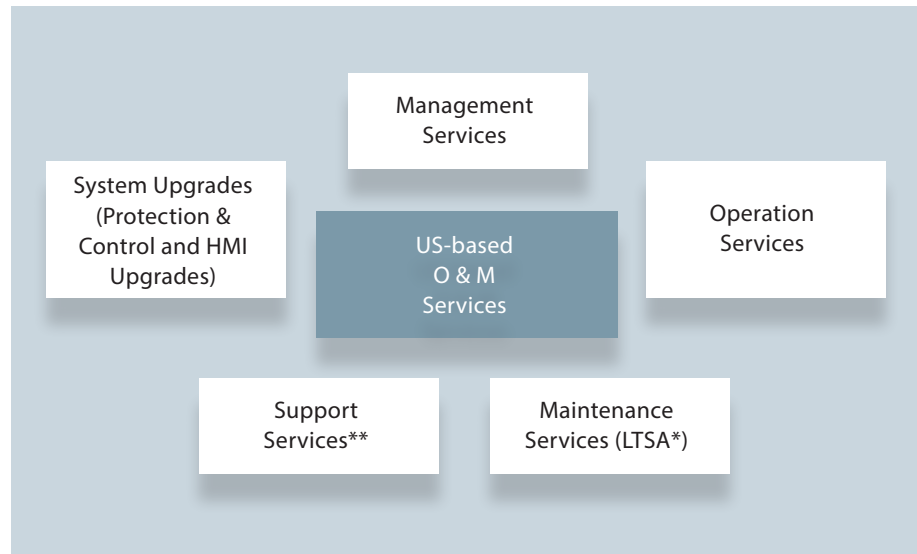 Management
Services
System Upgrades
(Protection &
Control and HMI
Upgrades)
Operation
Services
US-based
O & M
Services
Support
Services**
Maintenance
Services (LTSA*)